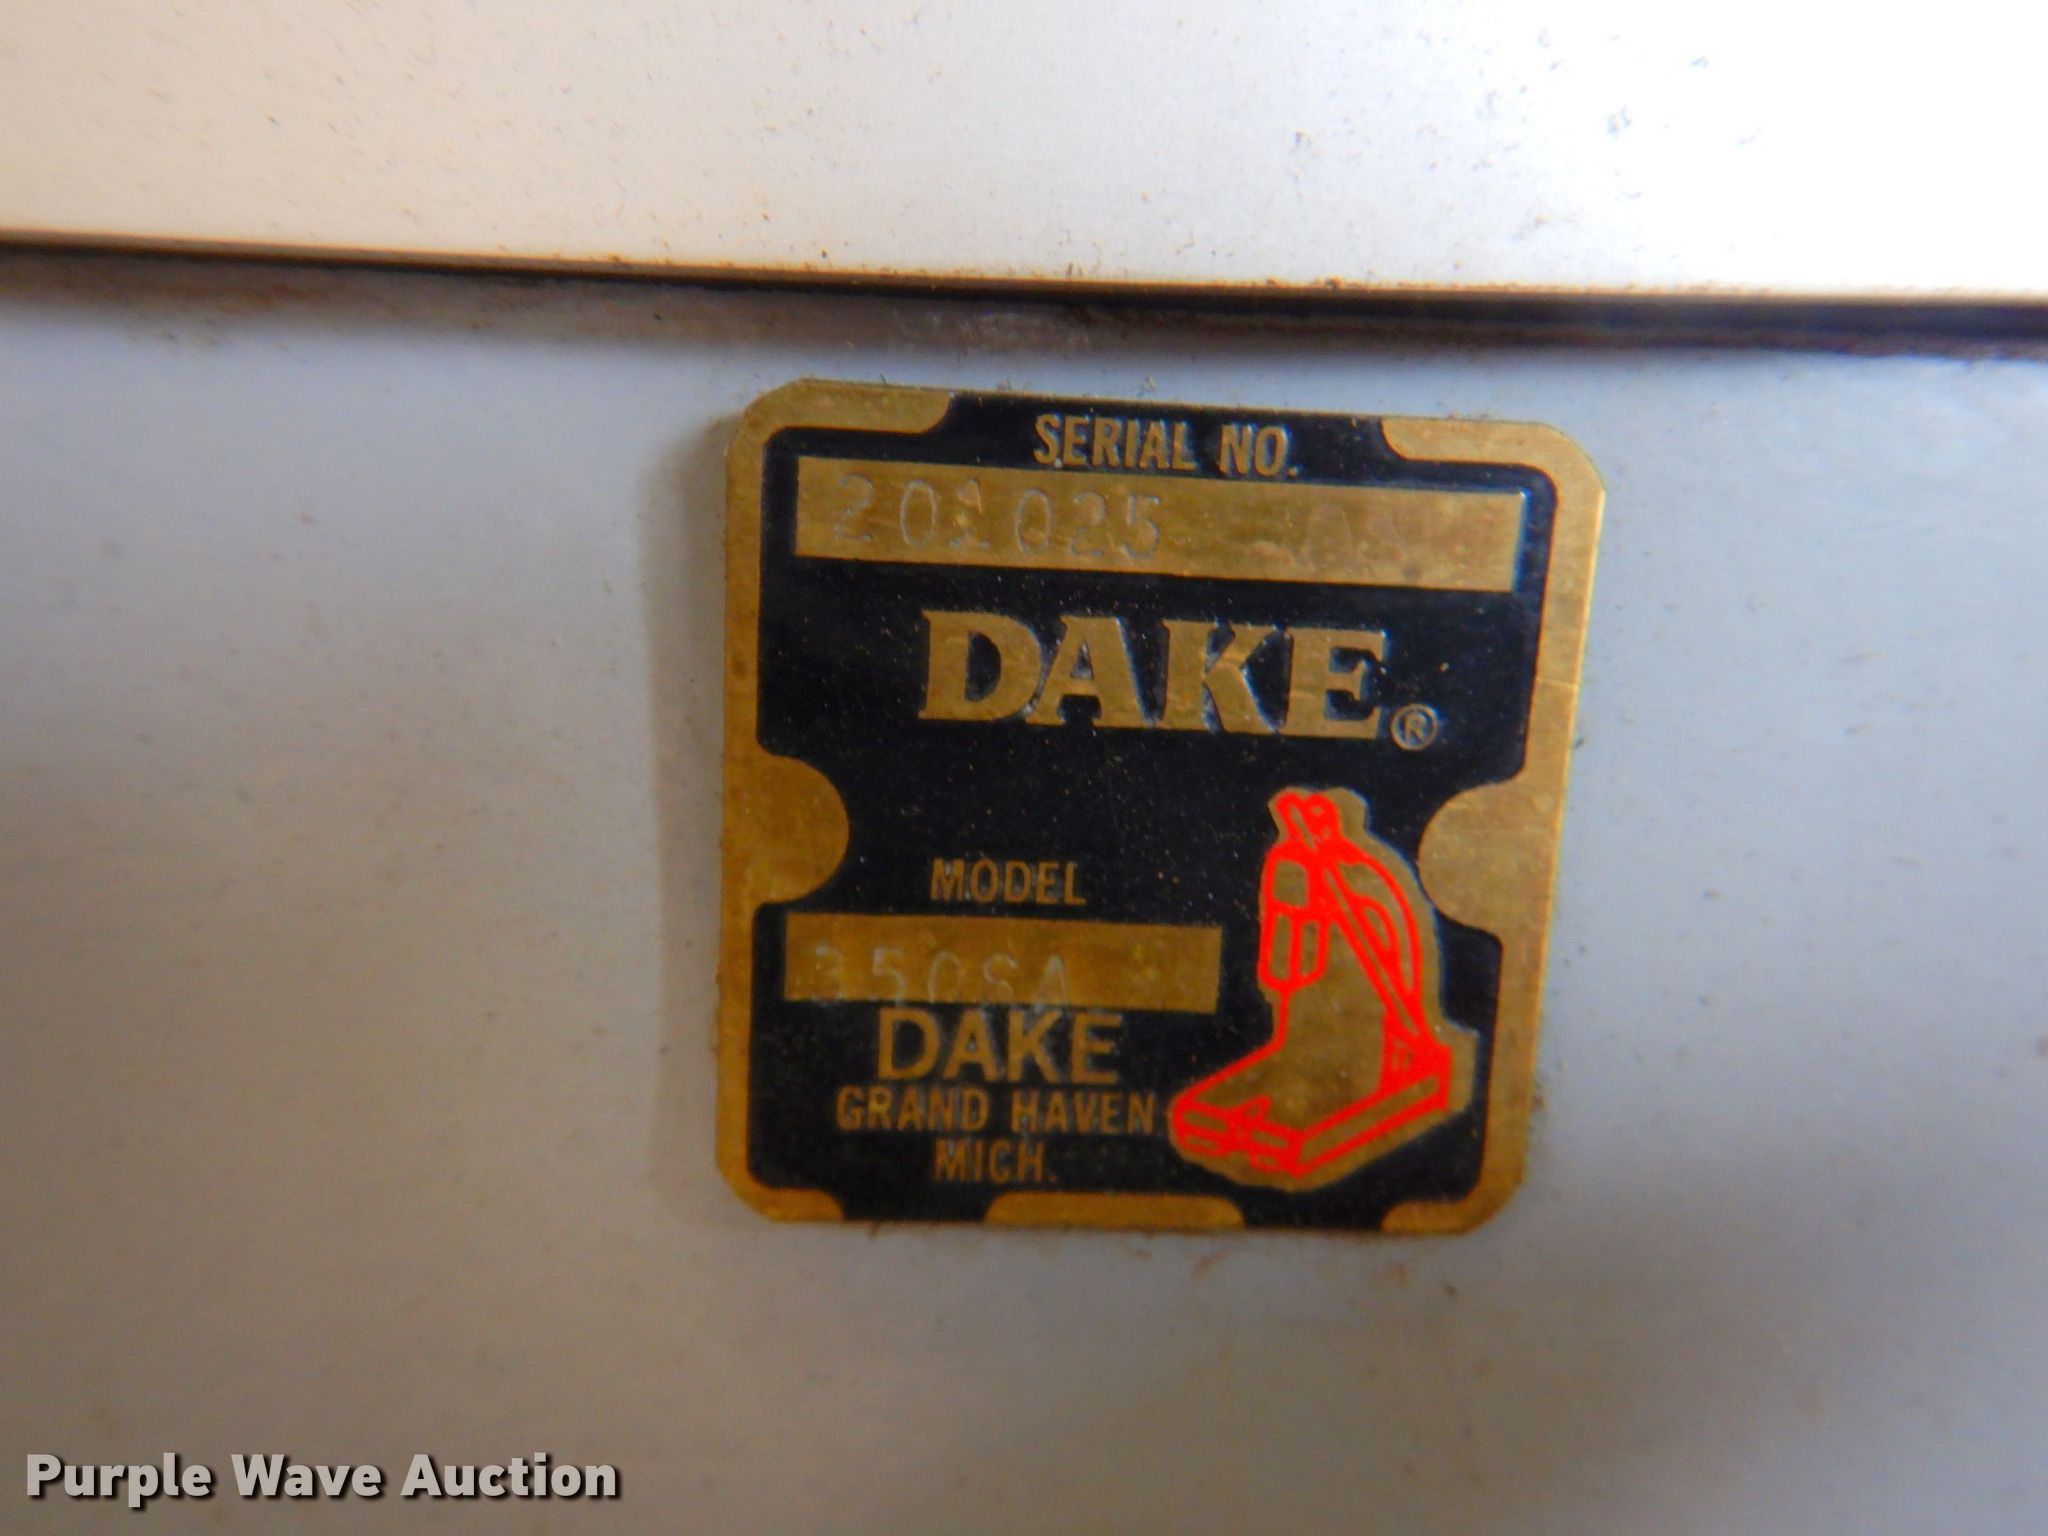 SERIAL NO.
201025
DAKE®
MODEL
350SA
DAKE
GRAND HAVEN
MICH.
Purple Wave Auction